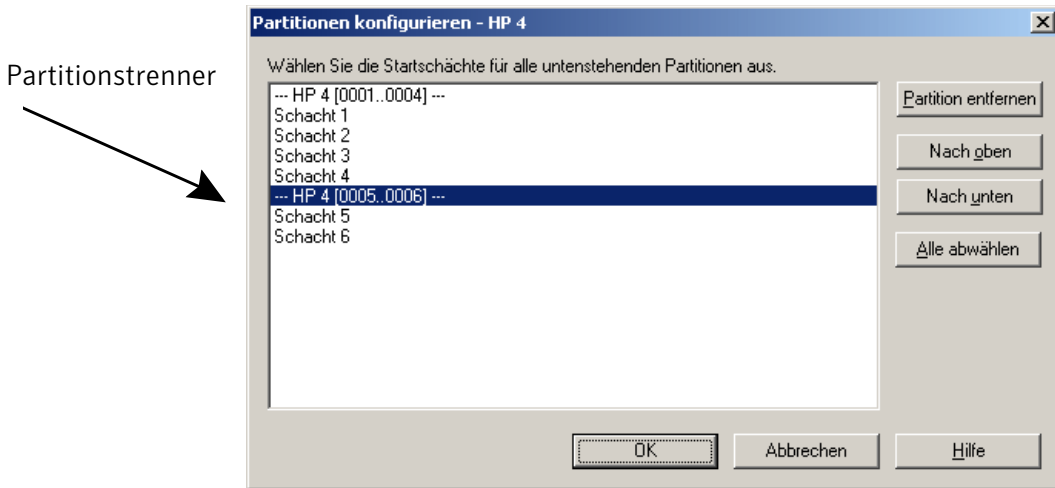 Partitionen konfigurieren - HP 4
Partitionstrenner
Wählen Sie die Startschächte für alle untenstehenden Partitionen aus.
--- HP 4 [0001..0004] ---
Schacht 1
Schacht 2
Schacht 3
Schacht 4
--- HP 4 [0005..0006] ---
Schacht 5
Schacht 6
Partition entfernen
Nach oben
Nach unten
Alle abwählen
OK
Abbrechen
Hilfe